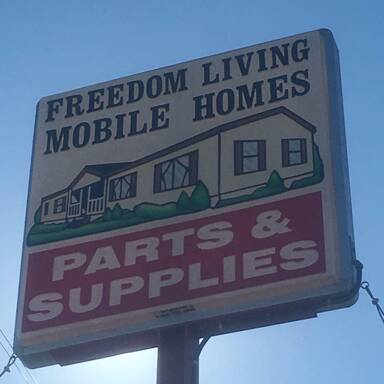 FREEDOM LIVING
MOBILE HOMES
PARTS &
SUPPLIES